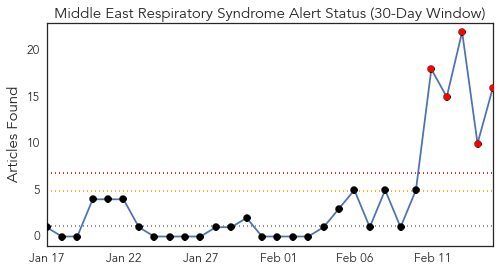 Middle East Respiratory Syndrome Alert Status (30-Day Window)
Articles Found
20
15
10
5
0
Jan 17 Jan 22 Jan 27 Feb 01 Feb 06 Feb 11